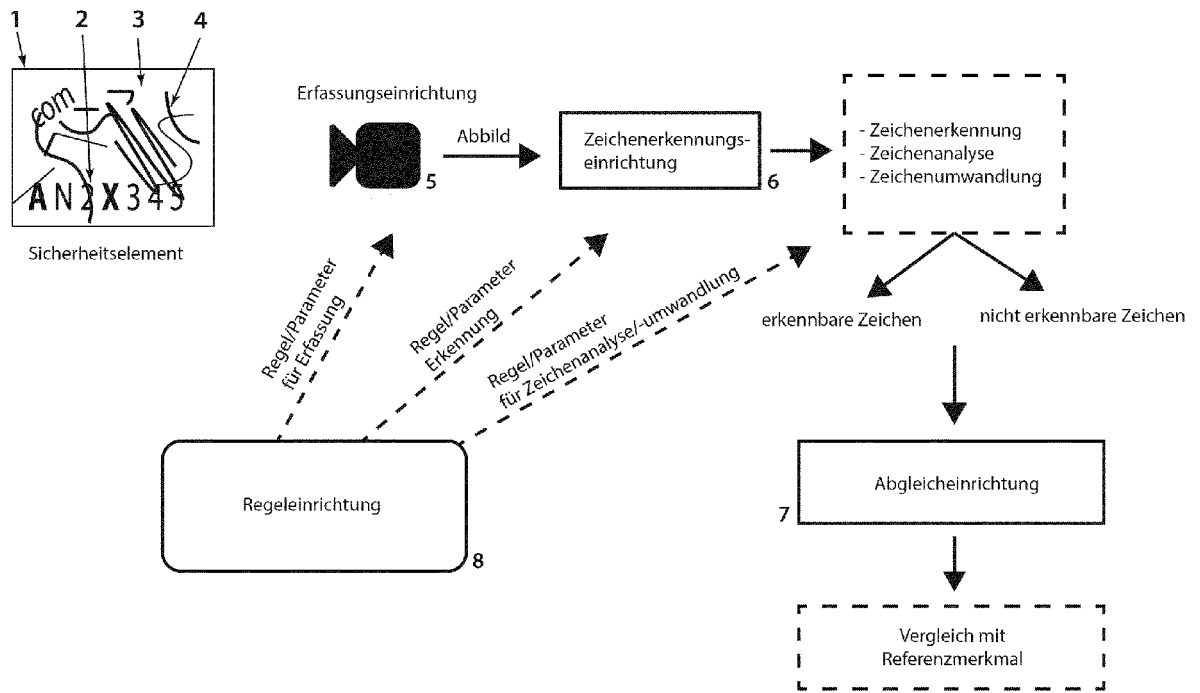 1 2 3 4
com
AN2X345
Sicherheitselement
Erfassungseinrichtung
5
Abbild
Zeichenerkennungs-
einrichtung
6
- Zeichenerkennung
- Zeichenanalyse
- Zeichenumwandlung
erkennbare Zeichen
nicht erkennbare Zeichen
Regel/Parameter
für Erfassung
Regel/Parameter
Erkennung
Regel/Parameter
für Zeichenanalyse/-umwandlung
Regeleinrichtung
8
Abgleicheinrichtung
7
Vergleich mit
Referenzmerkmal